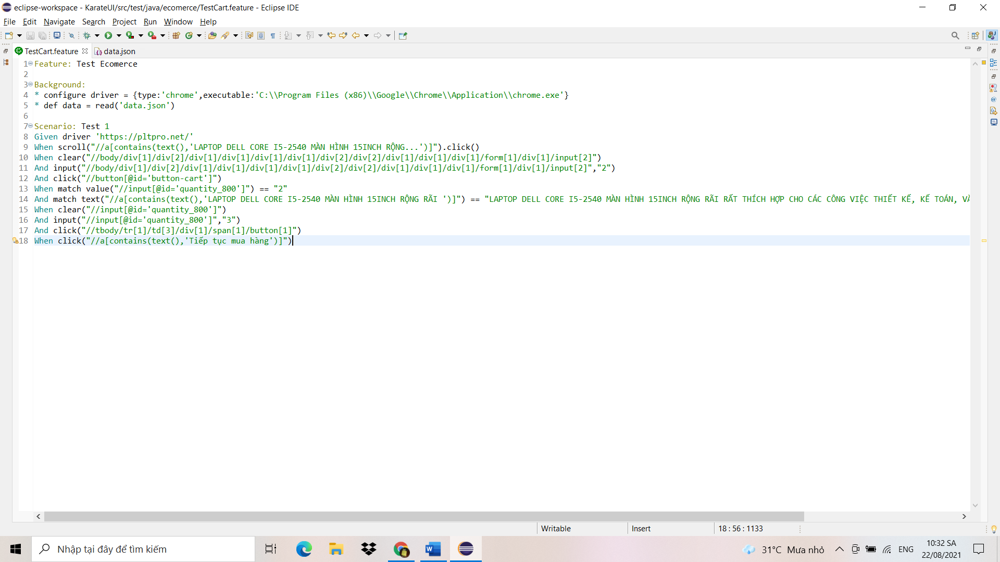 eclipse-workspace - KarateUI/src/test/java/ecomerce/TestCart.feature - Eclipse IDE
File Edit Navigate Search Project Run Window Help
TestCart.feature data.json
1 Feature: Test Ecomerce
2
3 Background:
4 * configure driver = {type:'chrome',executable:'C:\\Program Files (x86)\\Google\\Chrome\\Application\\chrome.exe'}
5 * def data = read('data.json')
6
7 Scenario: Test 1
8 Given driver 'https://pltpro.net/'
9 When scroll("//a[contains(text(),'LAPTOP DELL CORE I5-2540 MÀN HÌNH 15INCH RỘNG...')]").click()
10 When clear("//body/div[1]/div[2]/div[1]/div[1]/div[1]/div[1]/div[2]/div[2]/div[1]/div[1]/div[1]/form[1]/div[1]/input[2]")
11 And input("//body/div[1]/div[2]/div[1]/div[1]/div[1]/div[1]/div[2]/div[2]/div[1]/div[1]/div[1]/form[1]/div[1]/input[2]","2")
12 And click("//button[@id='button-cart']")
13 When match value("//input[@id='quantity_800']") == "2"
14 And match text("//a[contains(text(),'LAPTOP DELL CORE I5-2540 MÀN HÌNH 15INCH RỘNG RÃI ')]") == "LAPTOP DELL CORE I5-2540 MÀN HÌNH 15INCH RỘNG RÃI RẤT THÍCH HỢP CHO CÁC CÔNG VIỆC THIẾT KẾ, KẾ TOÁN, VÀ
15 When clear("//input[@id='quantity_800']")
16 And input("//input[@id='quantity_800']","3")
17 And click("//tbody/tr[1]/td[3]/div[1]/span[1]/button[1]")
18 When click("//a[contains(text(),'Tiếp tục mua hàng')]")
Writable Insert 18 : 56 : 1133
Nhập tại đây để tìm kiếm
31°C Mưa nhỏ ENG
10:32 SA
22/08/2021